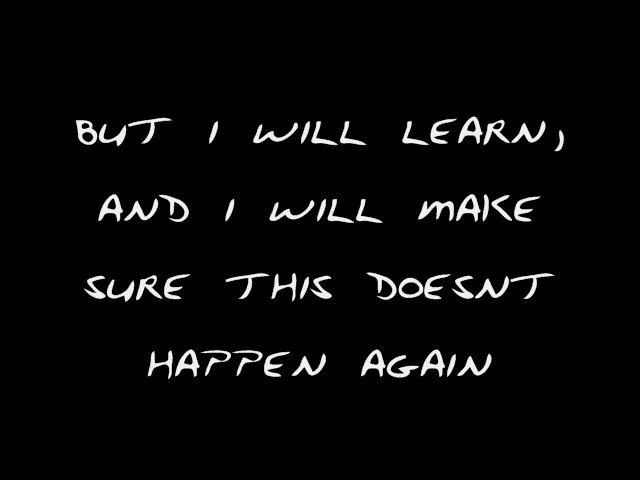 BUT I WILL LEARN,
AND I WILL MAKE
SURE THIS DOESNT
HAPPEN AGAIN